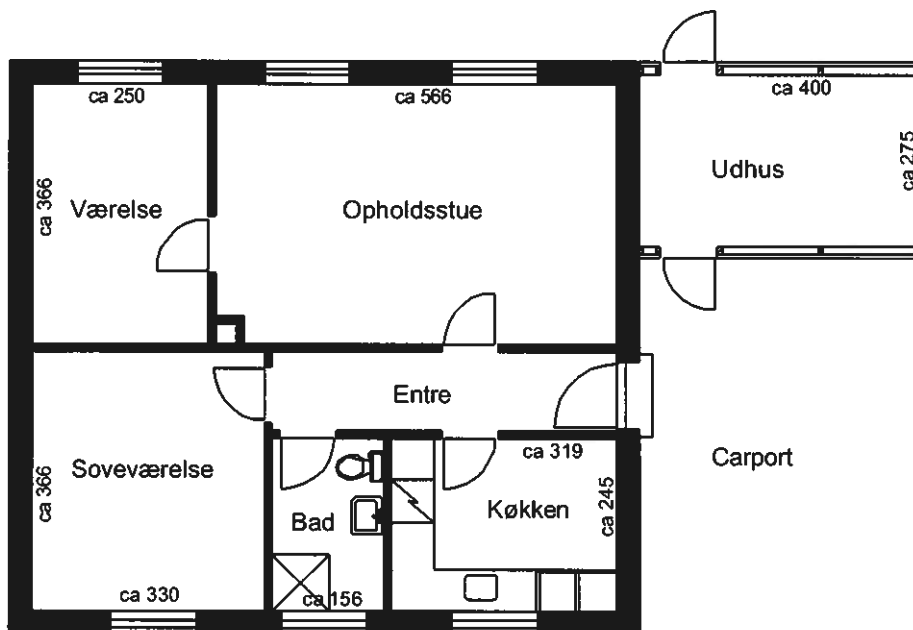 ca 250
ca 566
ca 400
ca 275
Udhus
ca 366
Værelse
Opholdsstue
Entre
ca 319
Carport
ca 366
Soveværelse
Bad
Køkken
ca 245
ca 330
ca 156